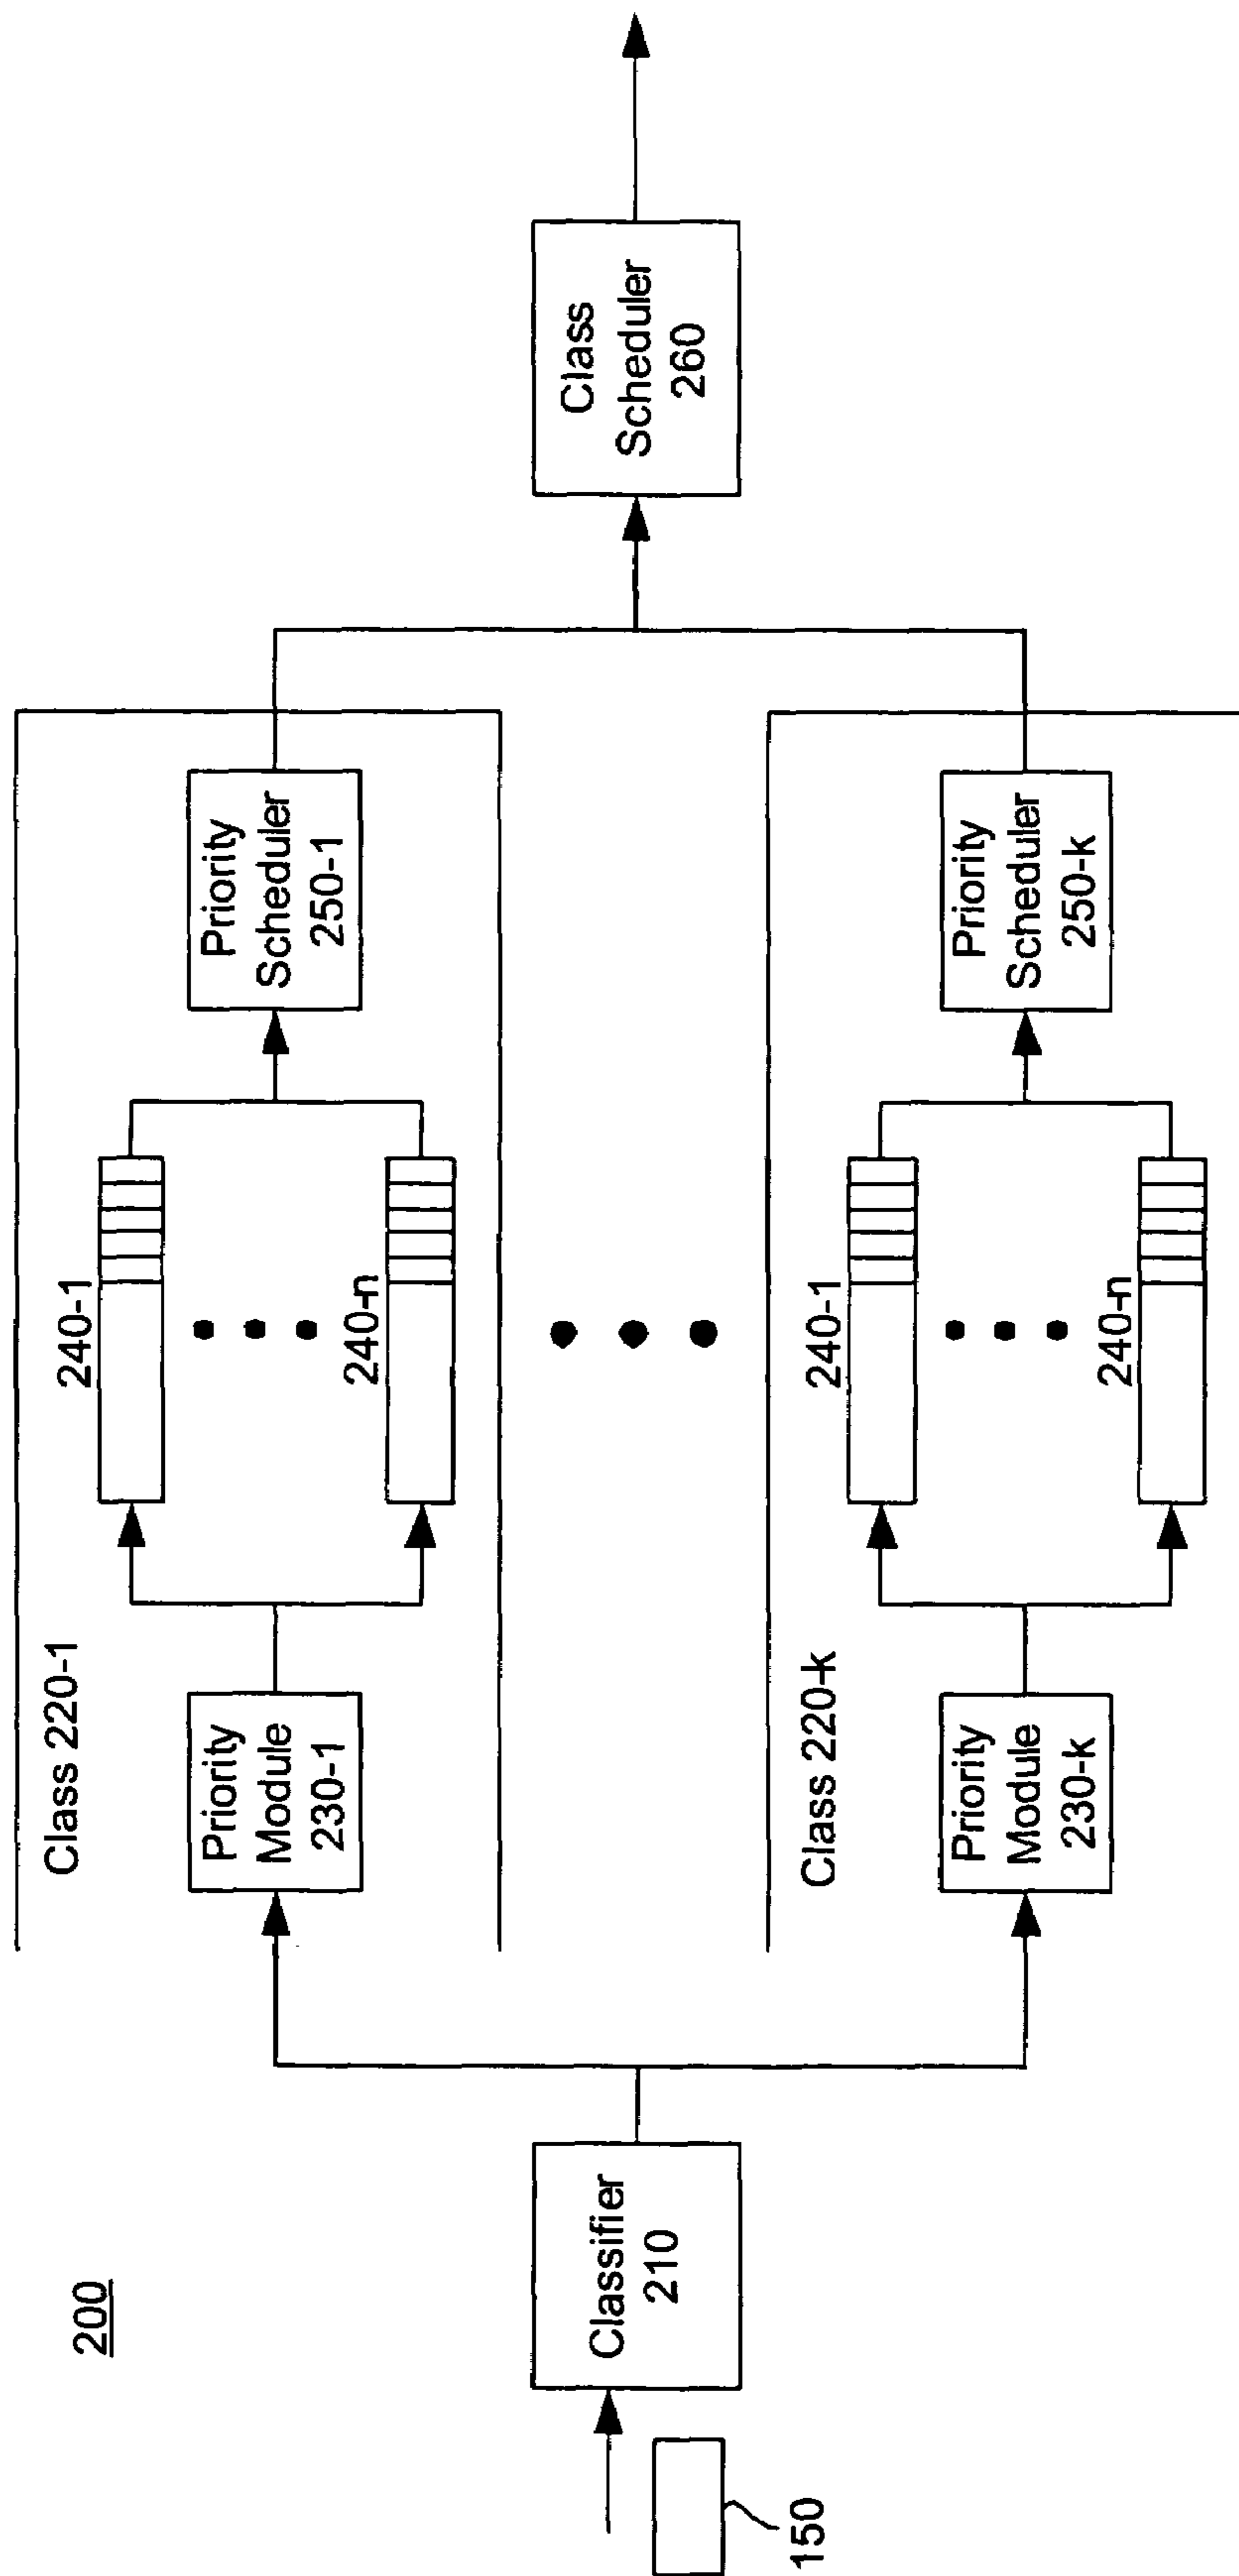 200
150
Classifier
210
Class 220-1
Priority
Module
230-1
240-1
240-n
Priority
Scheduler
250-1
Class 220-k
Priority
Module
230-k
240-1
240-n
Priority
Scheduler
250-k
Class
Scheduler
260